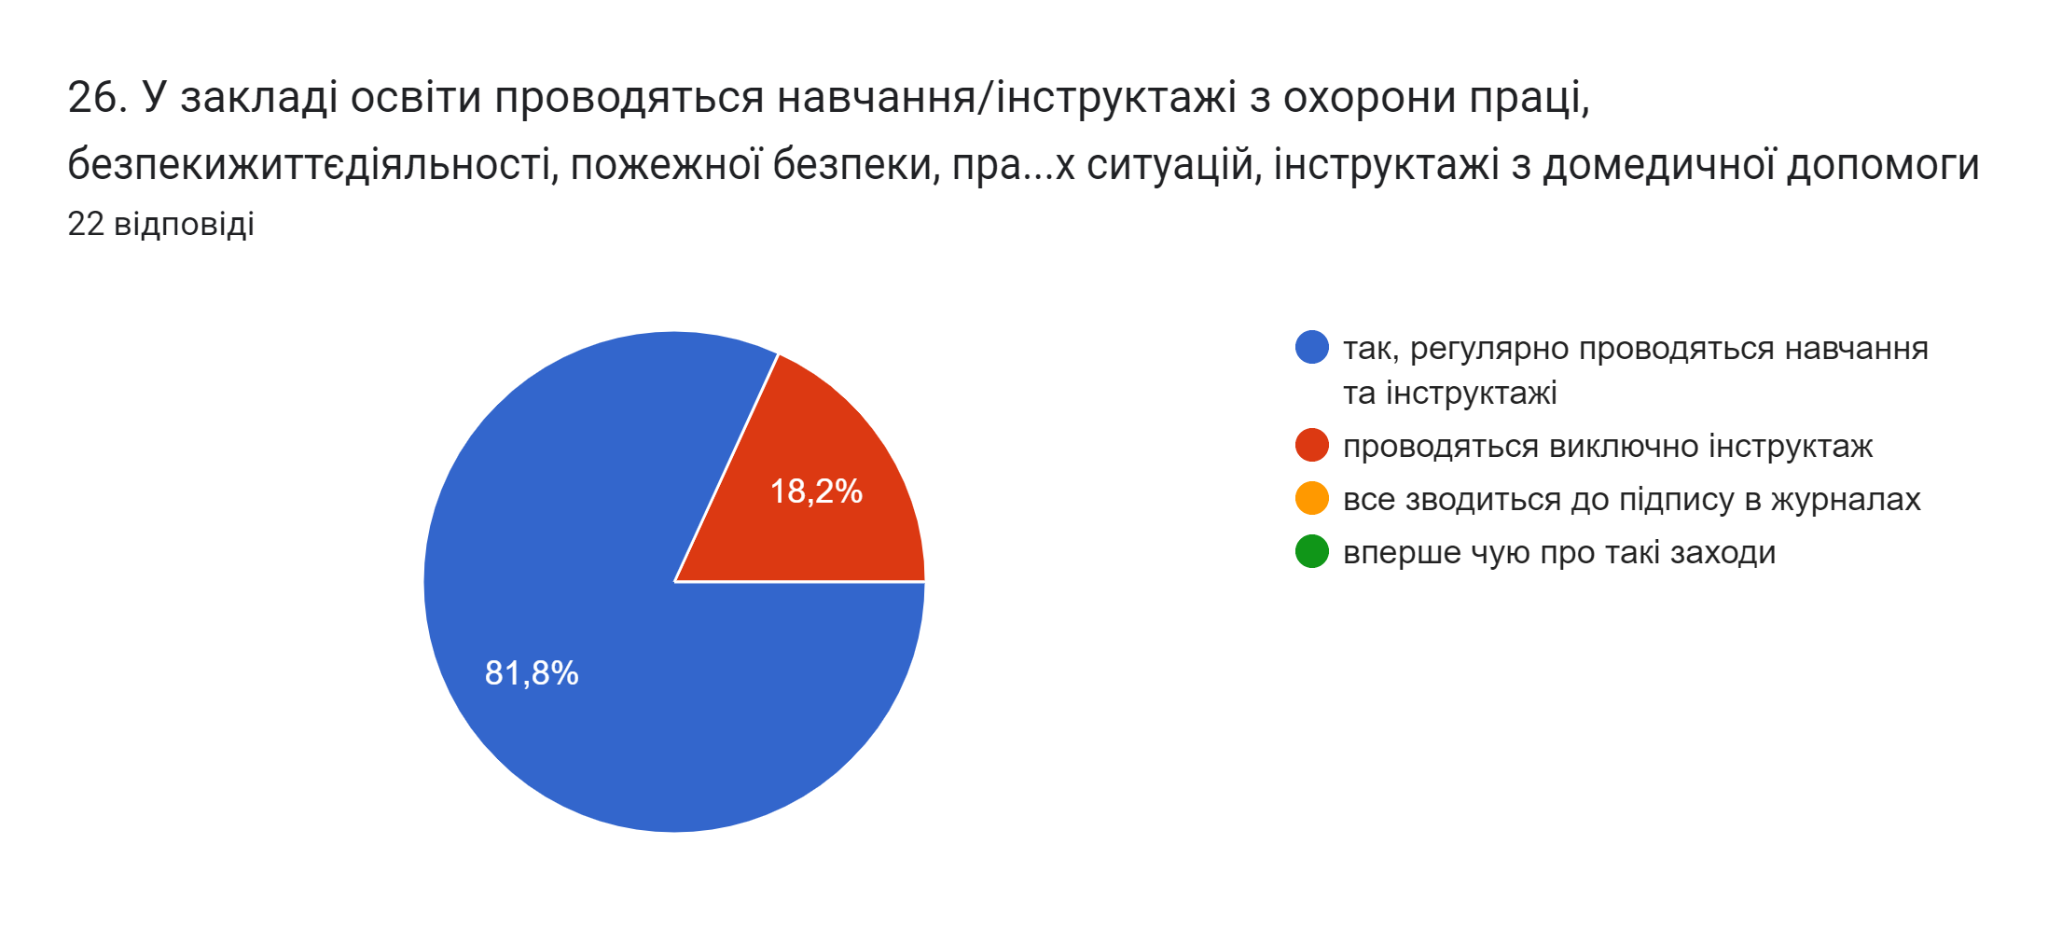 26. У закладі освіти проводяться навчання/інструктажі з охорони праці,
безпекижиттєдіяльності, пожежної безпеки, пра...х ситуацій, інструктажі з домедичної допомоги
22 відповіді
так, регулярно проводяться навчання
та інструктажі
проводяться виключно інструктаж
все зводиться до підпису в журналах
вперше чую про такі заходи
18,2%
81,8%